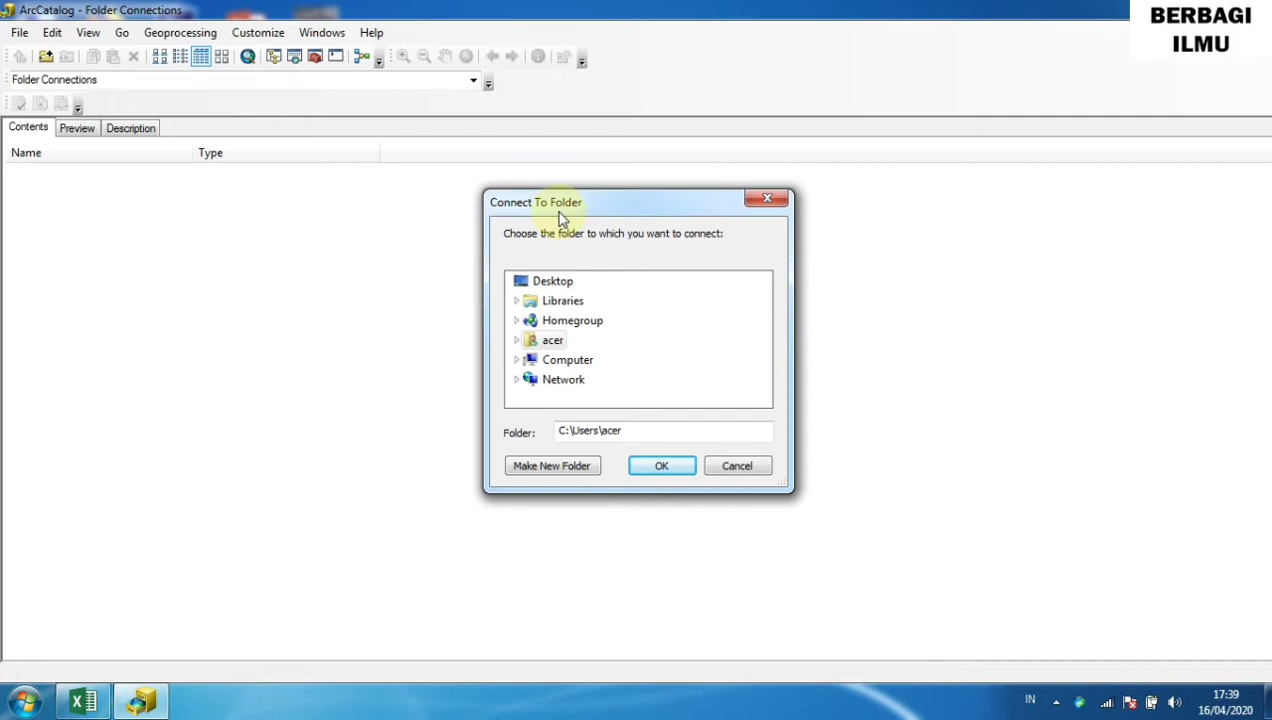 ArcCatalog - Folder Connections
BERBAGI
ILMU
File Edit View Go Geoprocessing Customize Windows Help
Folder Connections
Contents Preview Description
Name Type
Connect To Folder
Choose the folder to which you want to connect:
Desktop
Libraries
Homegroup
acer
Computer
Network
Folder: C:\Users\acer
Make New Folder OK Cancel
IN
17:39
16/04/2020